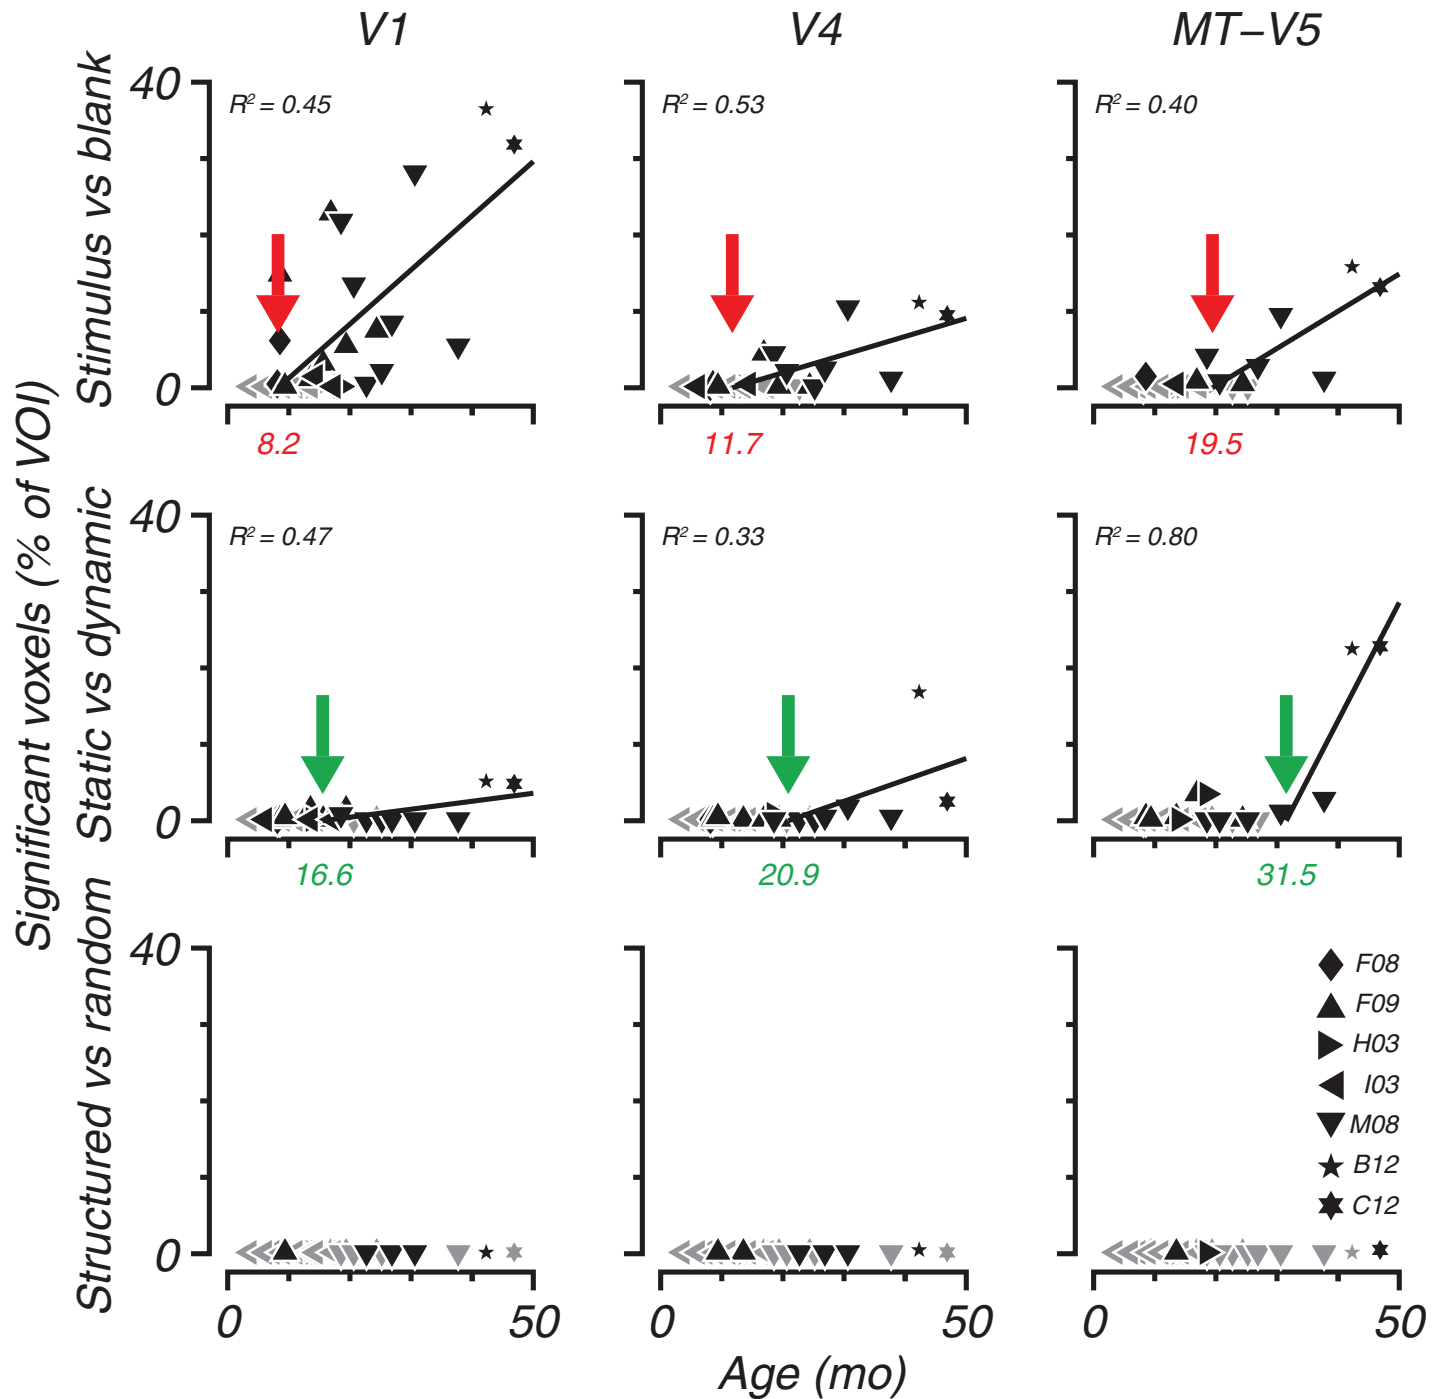 V1 V4 MT–V5
Significant voxels (% of VOI)
Stimulus vs blank
40
0
R² = 0.45
R² = 0.53
R² = 0.40
8.2
11.7
19.5
Static vs dynamic
40
0
R² = 0.47
R² = 0.33
R² = 0.80
16.6
20.9
31.5
Structured vs random
40
0
F08
F09
H03
I03
M08
B12
C12
0 50 0 50 0 50
Age (mo)